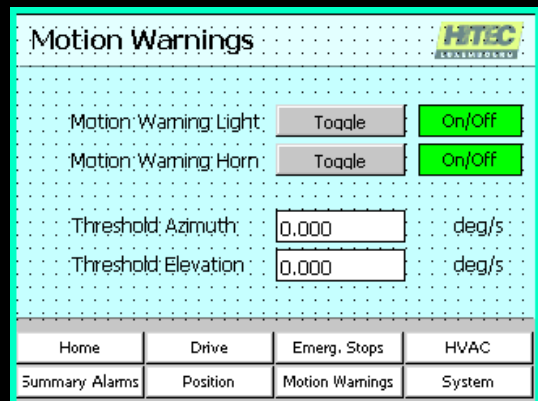 Motion Warnings
HITEC
LUXEMBOURG
Motion Warning Light Toggle On/Off
Motion Warning Horn Toggle On/Off
Threshold Azimuth 0.000 deg/s
Threshold Elevation 0.000 deg/s
Home Drive Emerg. Stops HVAC
Summary Alarms Position Motion Warnings System